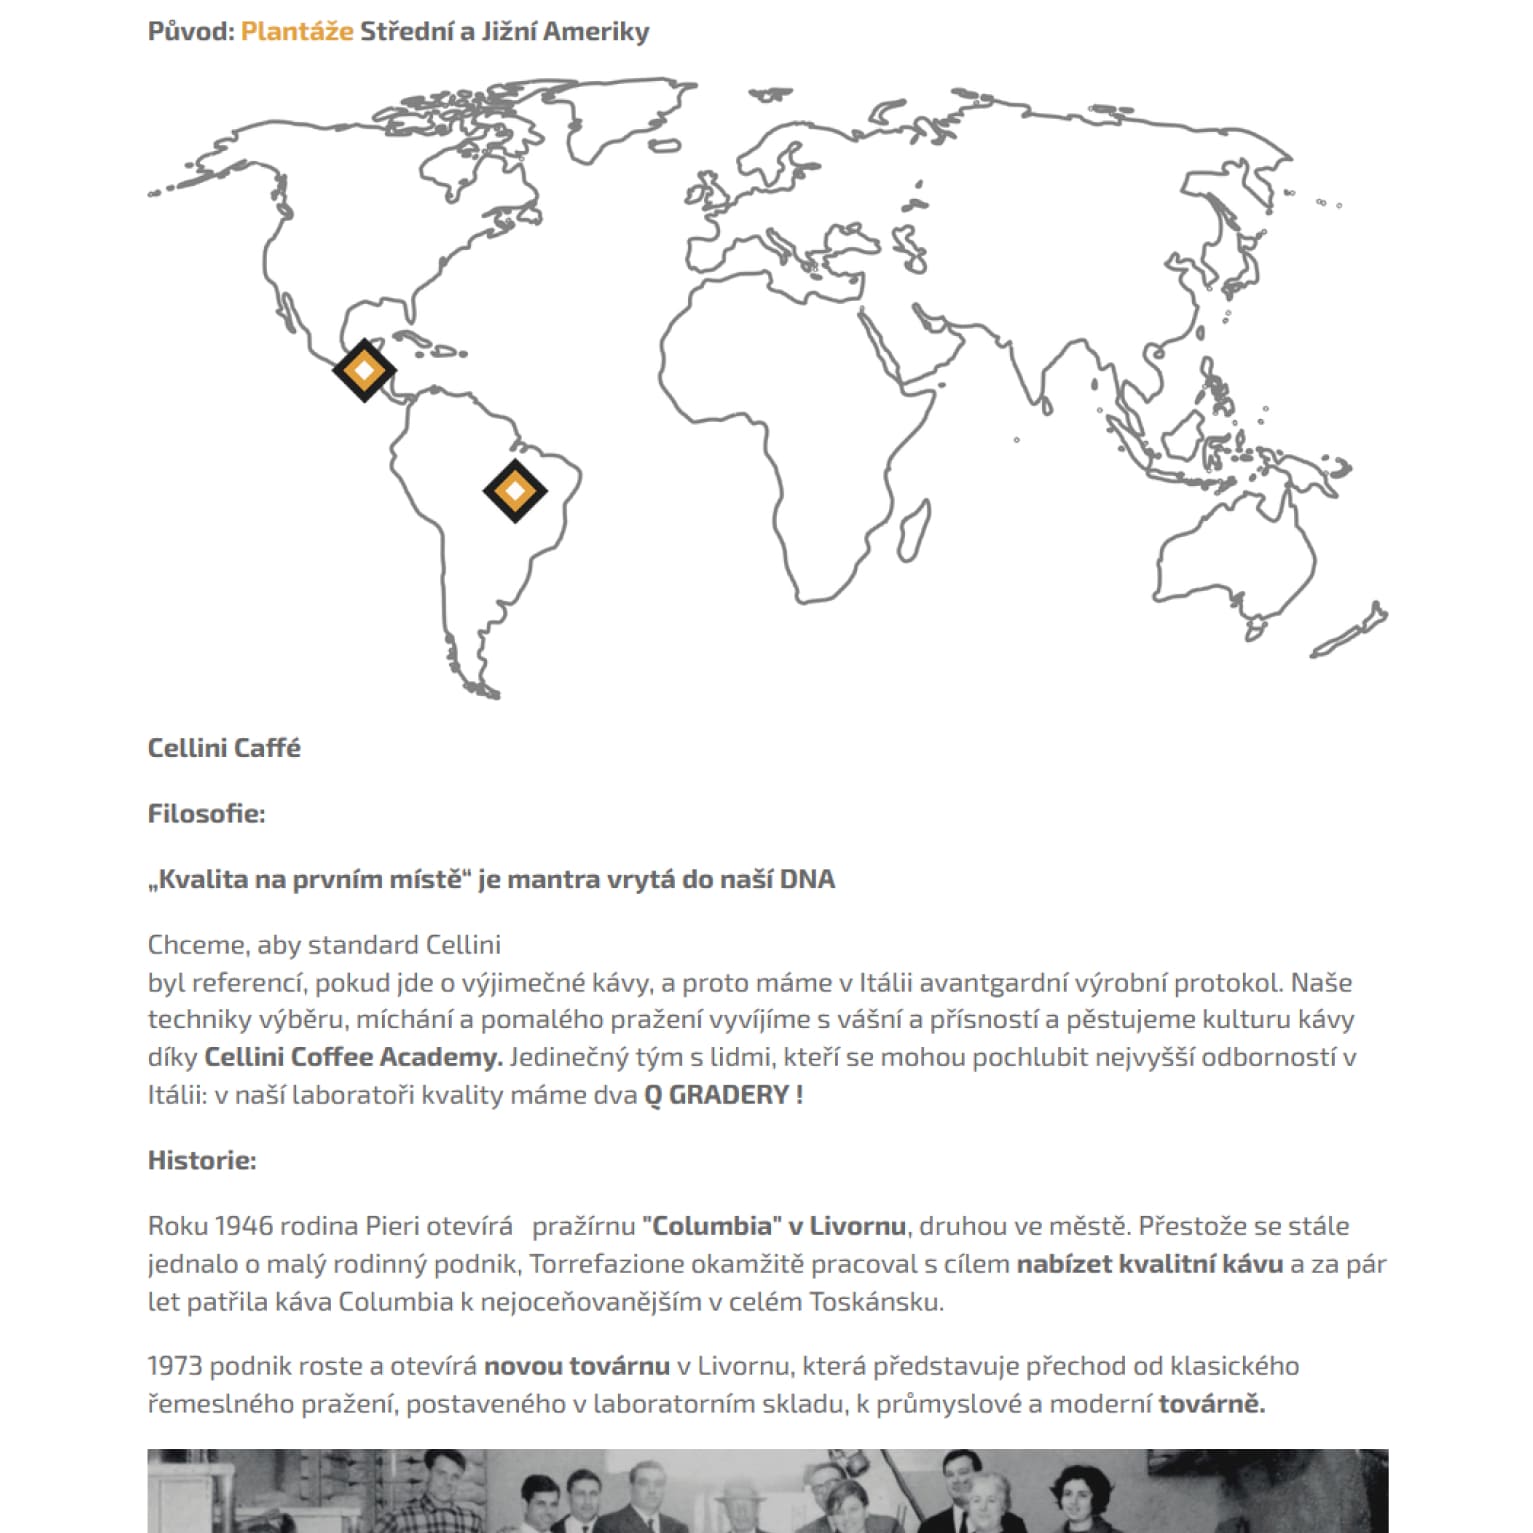 Původ: Plantáže Střední a Jižní Ameriky
Cellini Caffé
Filosofie:
„Kvalita na prvním místě“ je mantra vrytá do naší DNA
Chceme, aby standard Cellini
byl referencí, pokud jde o výjimečné kávy, a proto máme v Itálii avantgardní výrobní protokol. Naše
techniky výběru, míchání a pomalého pražení vyvíjíme s vášní a přísností a pěstujeme kulturu kávy
díky Cellini Coffee Academy. Jedinečný tým s lidmi, kteří se mohou pochlubit nejvyšší odborností v
Itálii: v naší laboratoři kvality máme dva Q GRADERY !
Historie:
Roku 1946 rodina Pieri otevírá   pražírnu "Columbia" v Livornu, druhou ve městě. Přestože se stále
jednalo o malý rodinný podnik, Torrefazione okamžitě pracoval s cílem nabízet kvalitní kávu a za pár
let patřila káva Columbia k nejoceňovanějším v celém Toskánsku.
1973 podnik roste a otevírá novou továrnu v Livornu, která představuje přechod od klasického
řemeslného pražení, postaveného v laboratorním skladu, k průmyslové a moderní továrně.